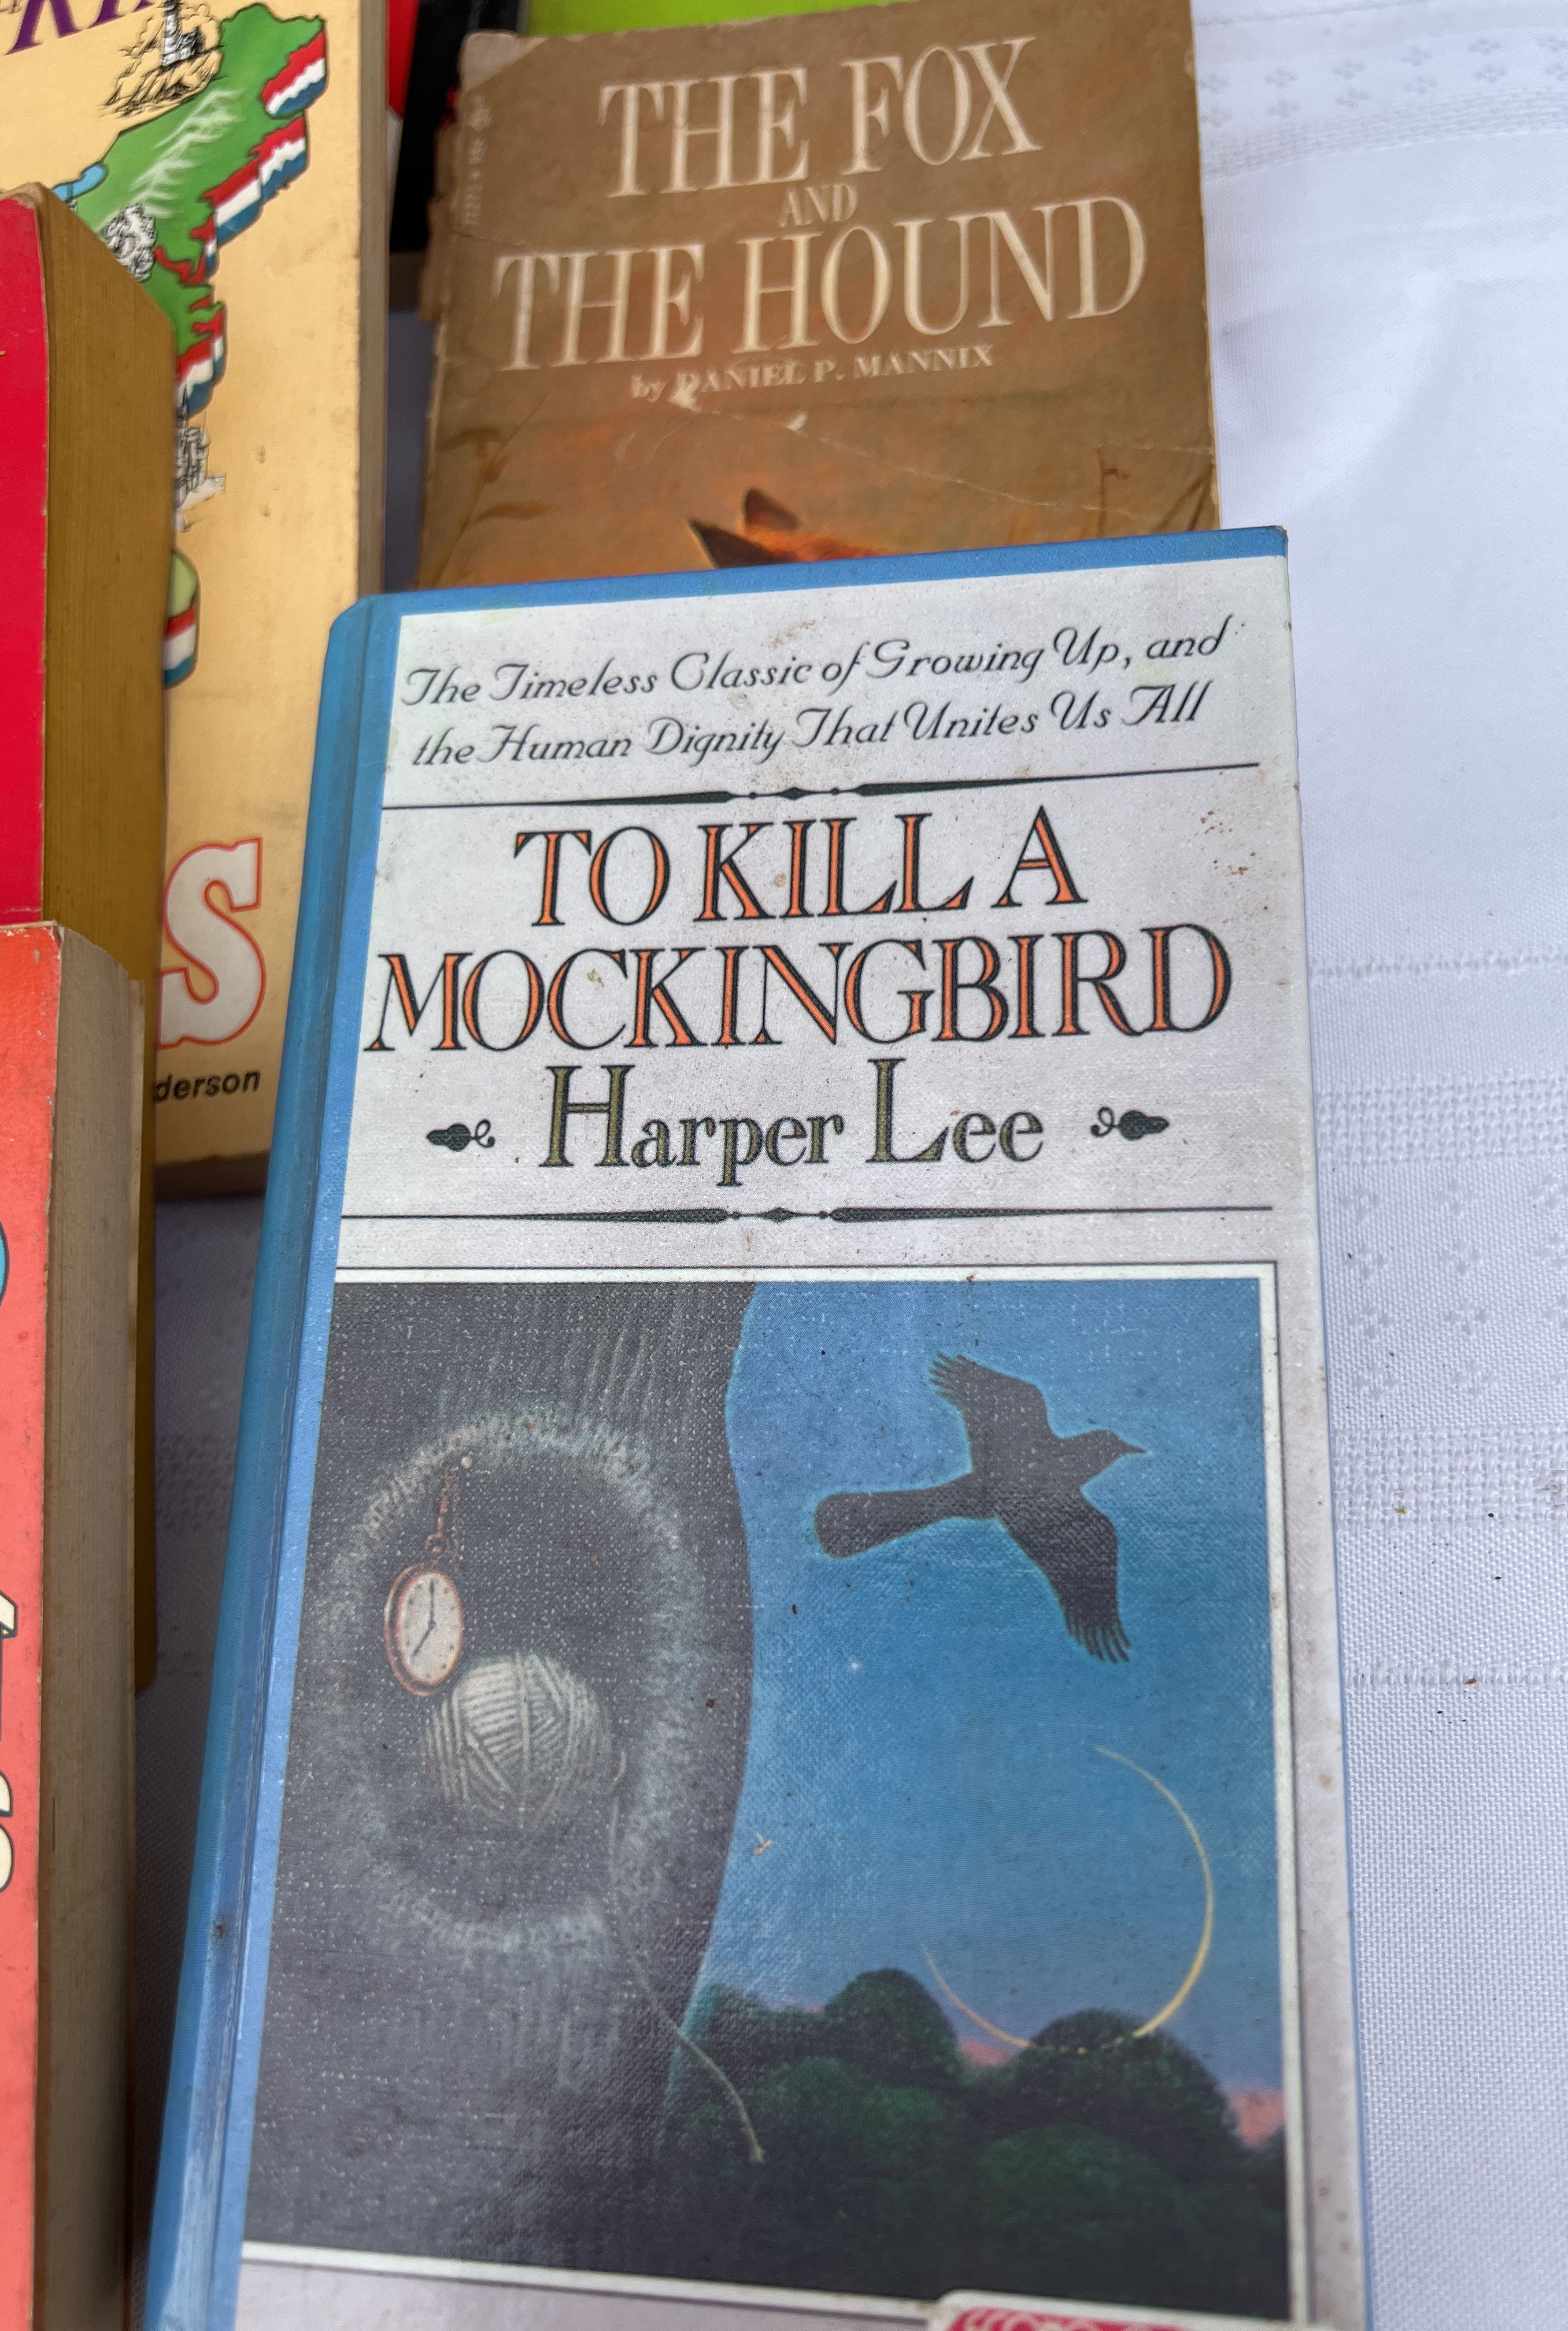 THE FOX
AND
THE HOUND
by DANIEL P. MANNIX
The Timeless Classic of Growing Up, and
the Human Dignity That Unites Us All
TO KILL A
MOCKINGBIRD
Harper Lee
S
derson